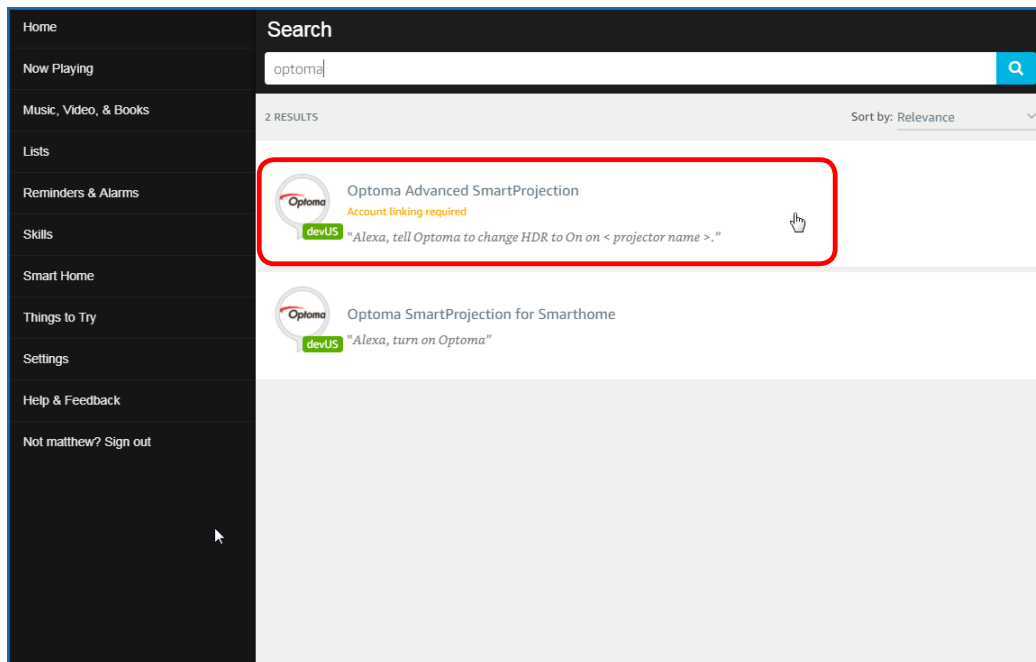 Home
Now Playing
Music, Video, & Books
Lists
Reminders & Alarms
Skills
Smart Home
Things to Try
Settings
Help & Feedback
Not matthew? Sign out
Search
optoma
2 RESULTS
Sort by: Relevance
Optoma
devUS
Optoma Advanced SmartProjection
Account linking required
"Alexa, tell Optoma to change HDR to On on < projector name >."
Optoma
devUS
Optoma SmartProjection for Smarthome
"Alexa, turn on Optoma"